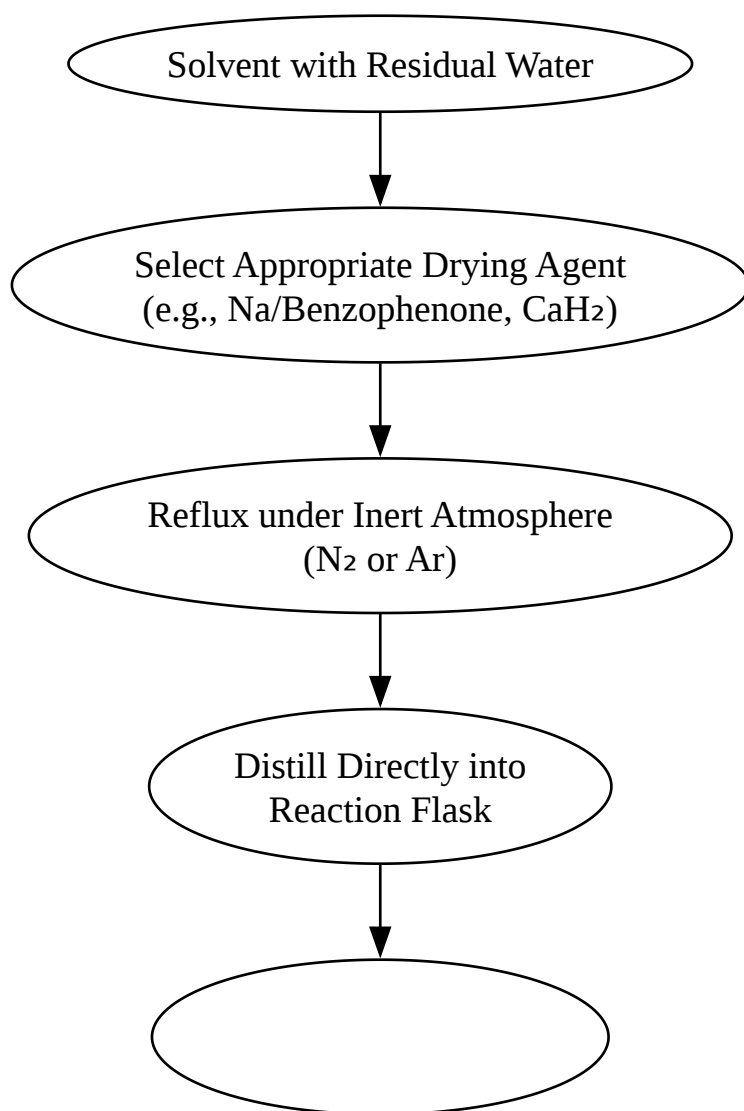 Solvent with Residual Water
Select Appropriate Drying Agent
(e.g., Na/Benzophenone, CaH₂)
Reflux under Inert Atmosphere
(N₂ or Ar)
Distill Directly into
Reaction Flask